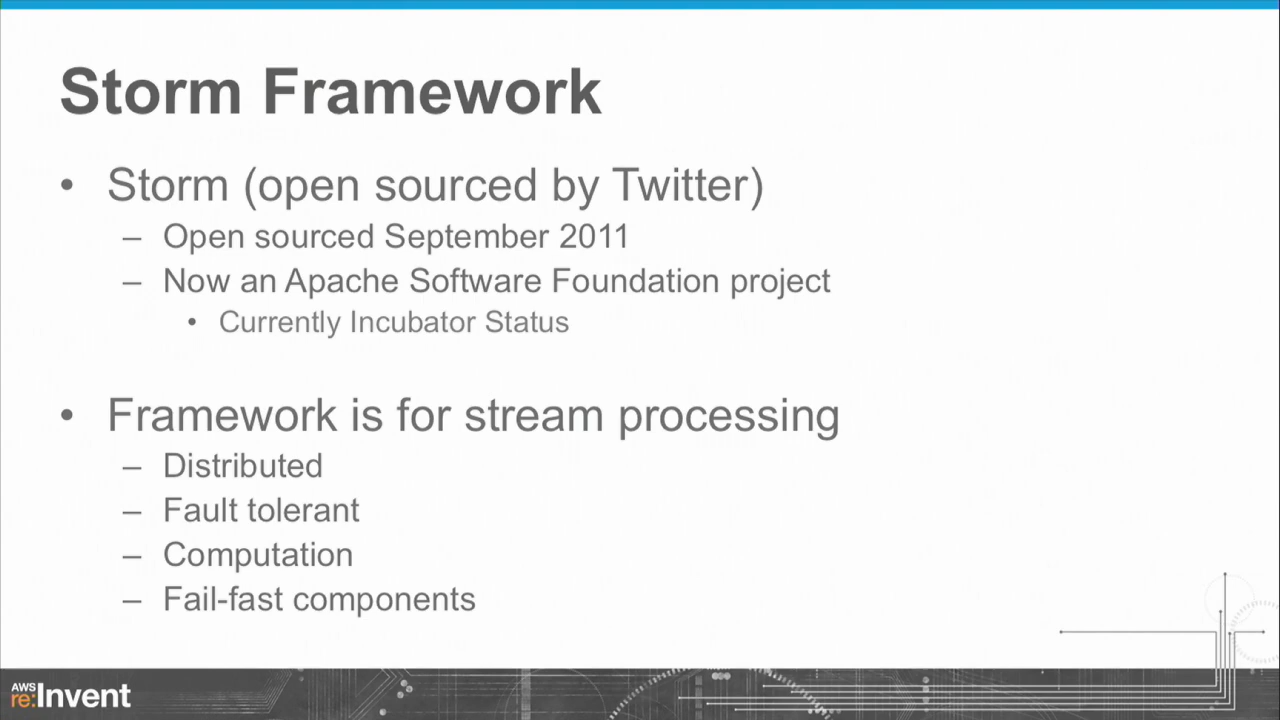 Storm Framework
• Storm (open sourced by Twitter)
– Open sourced September 2011
– Now an Apache Software Foundation project
• Currently Incubator Status
• Framework is for stream processing
– Distributed
– Fault tolerant
– Computation
– Fail-fast components
AWS
re:Invent